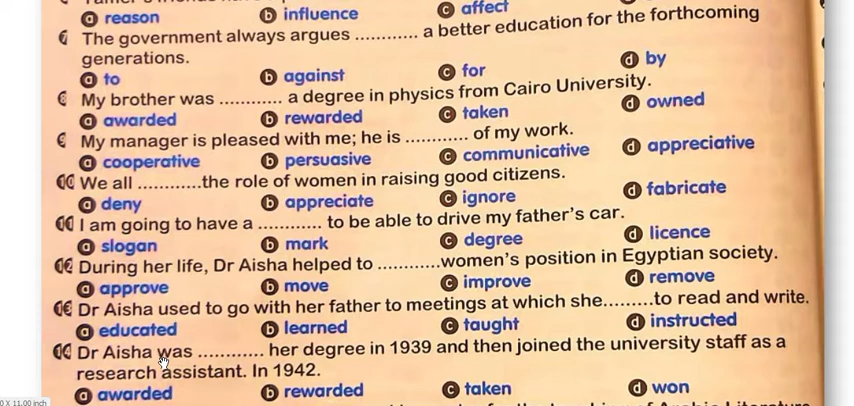 ⓐ reason ⓑ influence ⓒ affect
The government always argues ............ a better education for the forthcoming
generations.
ⓐ to ⓑ against ⓒ for ⓓ by
My brother was ............ a degree in physics from Cairo University.
ⓐ awarded ⓑ rewarded ⓒ taken ⓓ owned
My manager is pleased with me; he is ............ of my work.
ⓐ cooperative ⓑ persuasive ⓒ communicative ⓓ appreciative
We all ............the role of women in raising good citizens.
ⓐ deny ⓑ appreciate ⓒ ignore ⓓ fabricate
I am going to have a ............ to be able to drive my father's car.
ⓐ slogan ⓑ mark ⓒ degree ⓓ licence
During her life, Dr Aisha helped to ............women's position in Egyptian society.
ⓐ approve ⓑ move ⓒ improve ⓓ remove
Dr Aisha used to go with her father to meetings at which she.........to read and write.
ⓐ educated ⓑ learned ⓒ taught ⓓ instructed
Dr Aisha was ............ her degree in 1939 and then joined the university staff as a
research assistant. In 1942.
ⓐ awarded ⓑ rewarded ⓒ taken ⓓ won
0 X 11.00 inch